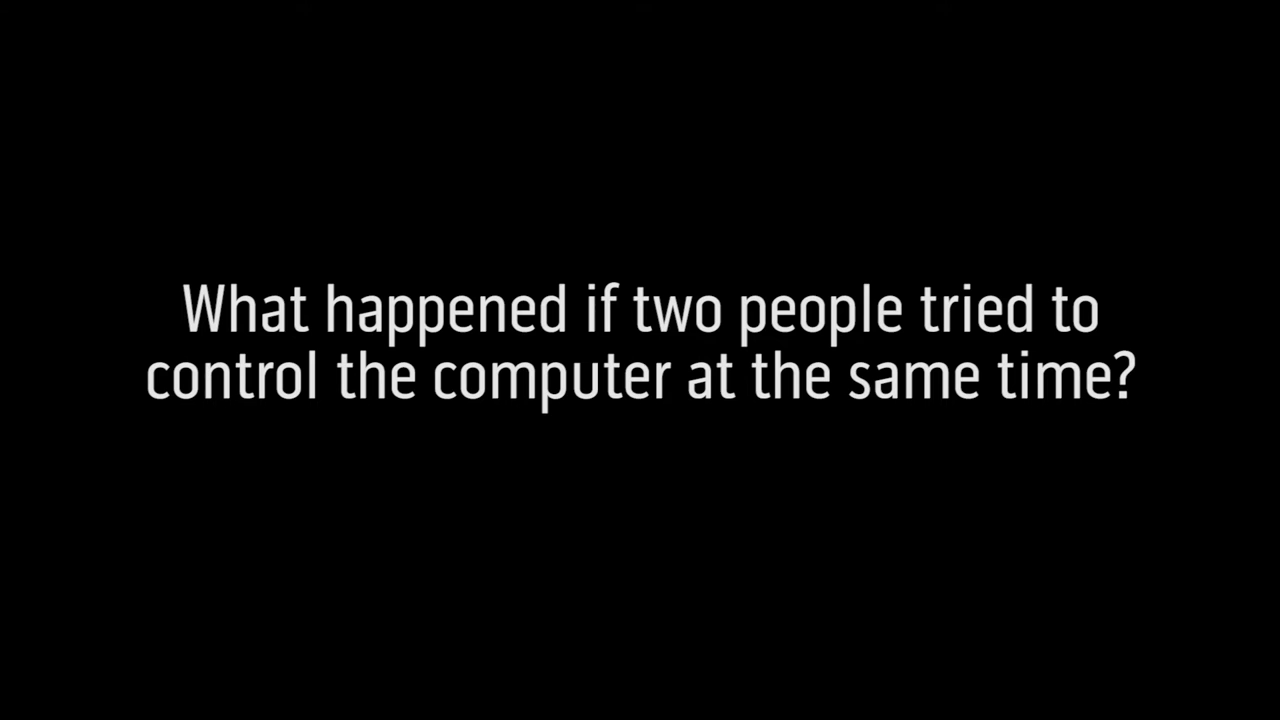 What happened if two people tried to
control the computer at the same time?